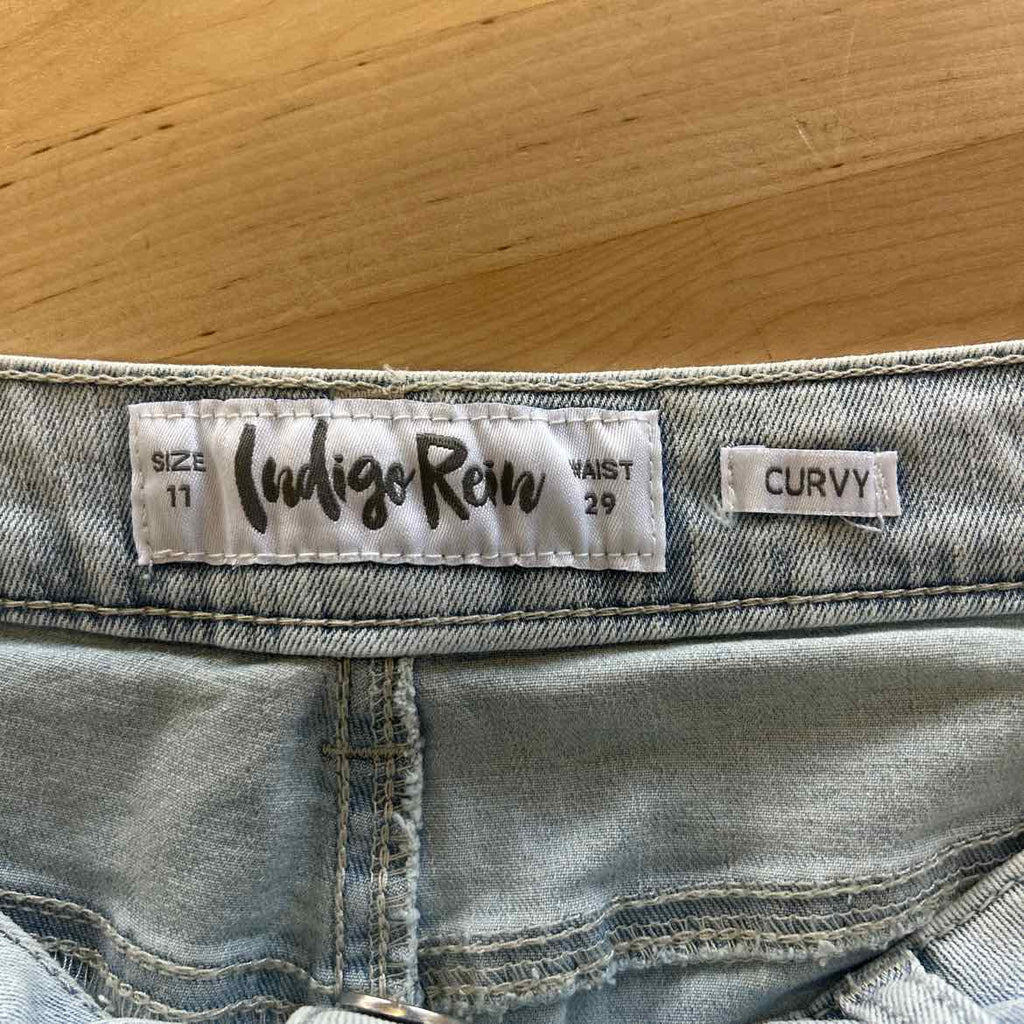 SIZE
11
Indigo Rein
WAIST
29
CURVY